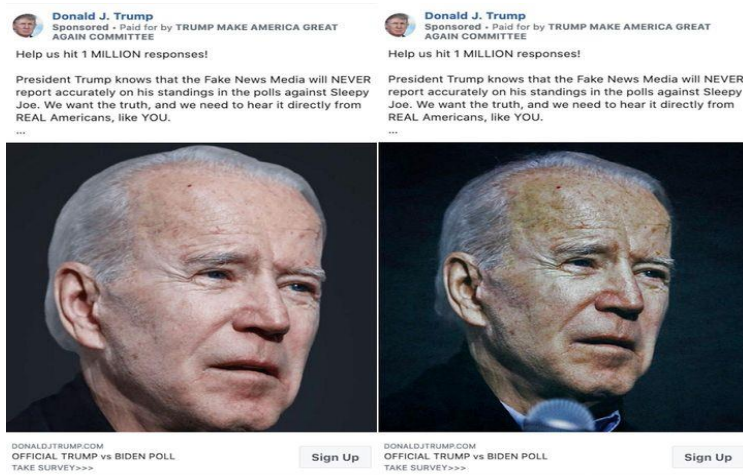 Donald J. Trump
Sponsored • Paid for by TRUMP MAKE AMERICA GREAT
AGAIN COMMITTEE
Help us hit 1 MILLION responses!
President Trump knows that the Fake News Media will NEVER
report accurately on his standings in the polls against Sleepy
Joe. We want the truth, and we need to hear it directly from
REAL Americans, like YOU.
...
DONALDJTRUMP.COM
OFFICIAL TRUMP vs BIDEN POLL
TAKE SURVEY>>>
Sign Up
Donald J. Trump
Sponsored • Paid for by TRUMP MAKE AMERICA GREAT
AGAIN COMMITTEE
Help us hit 1 MILLION responses!
President Trump knows that the Fake News Media will NEVER
report accurately on his standings in the polls against Sleepy
Joe. We want the truth, and we need to hear it directly from
REAL Americans, like YOU.
...
DONALDJTRUMP.COM
OFFICIAL TRUMP vs BIDEN POLL
TAKE SURVEY>>>
Sign Up